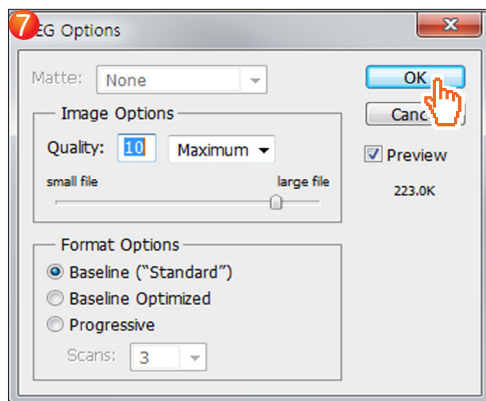 7
EG Options
Matte: None
OK
Image Options
Canc
Quality: 10 Maximum
Preview
small file large file
223.0K
Format Options
Baseline ("Standard")
Baseline Optimized
Progressive
Scans: 3